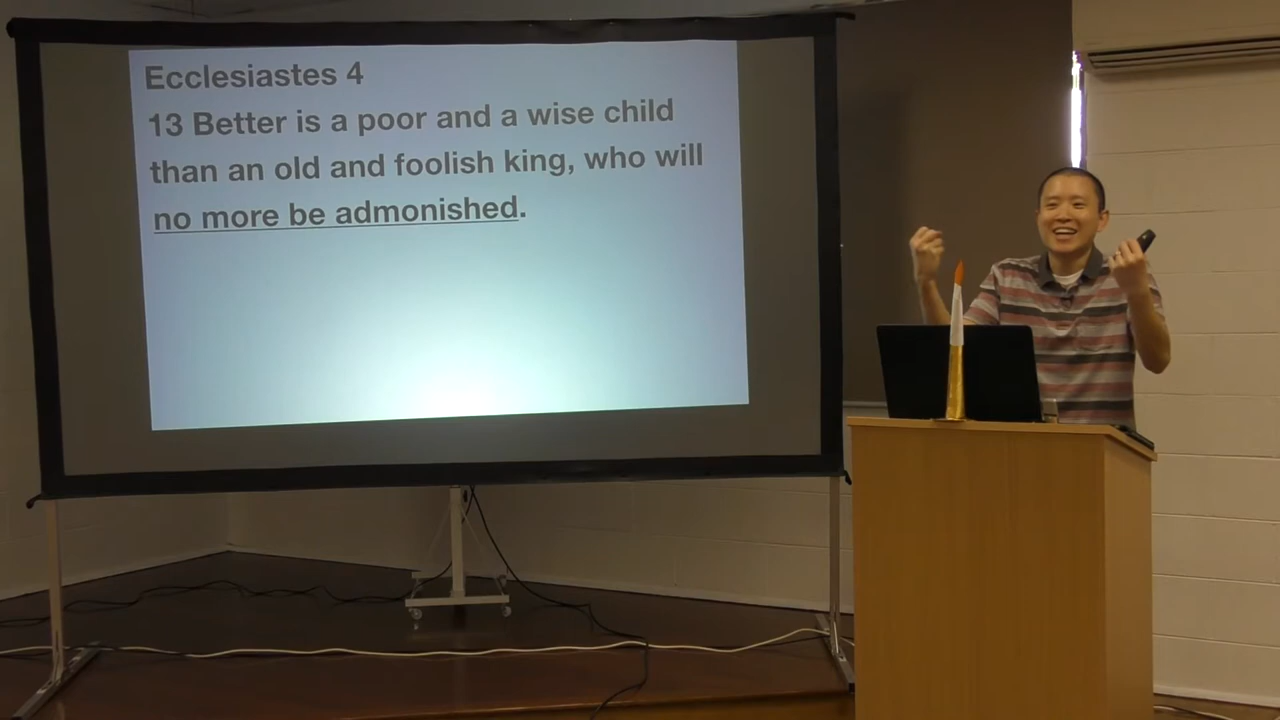 Ecclesiastes 4
13 Better is a poor and a wise child
than an old and foolish king, who will
no more be admonished.